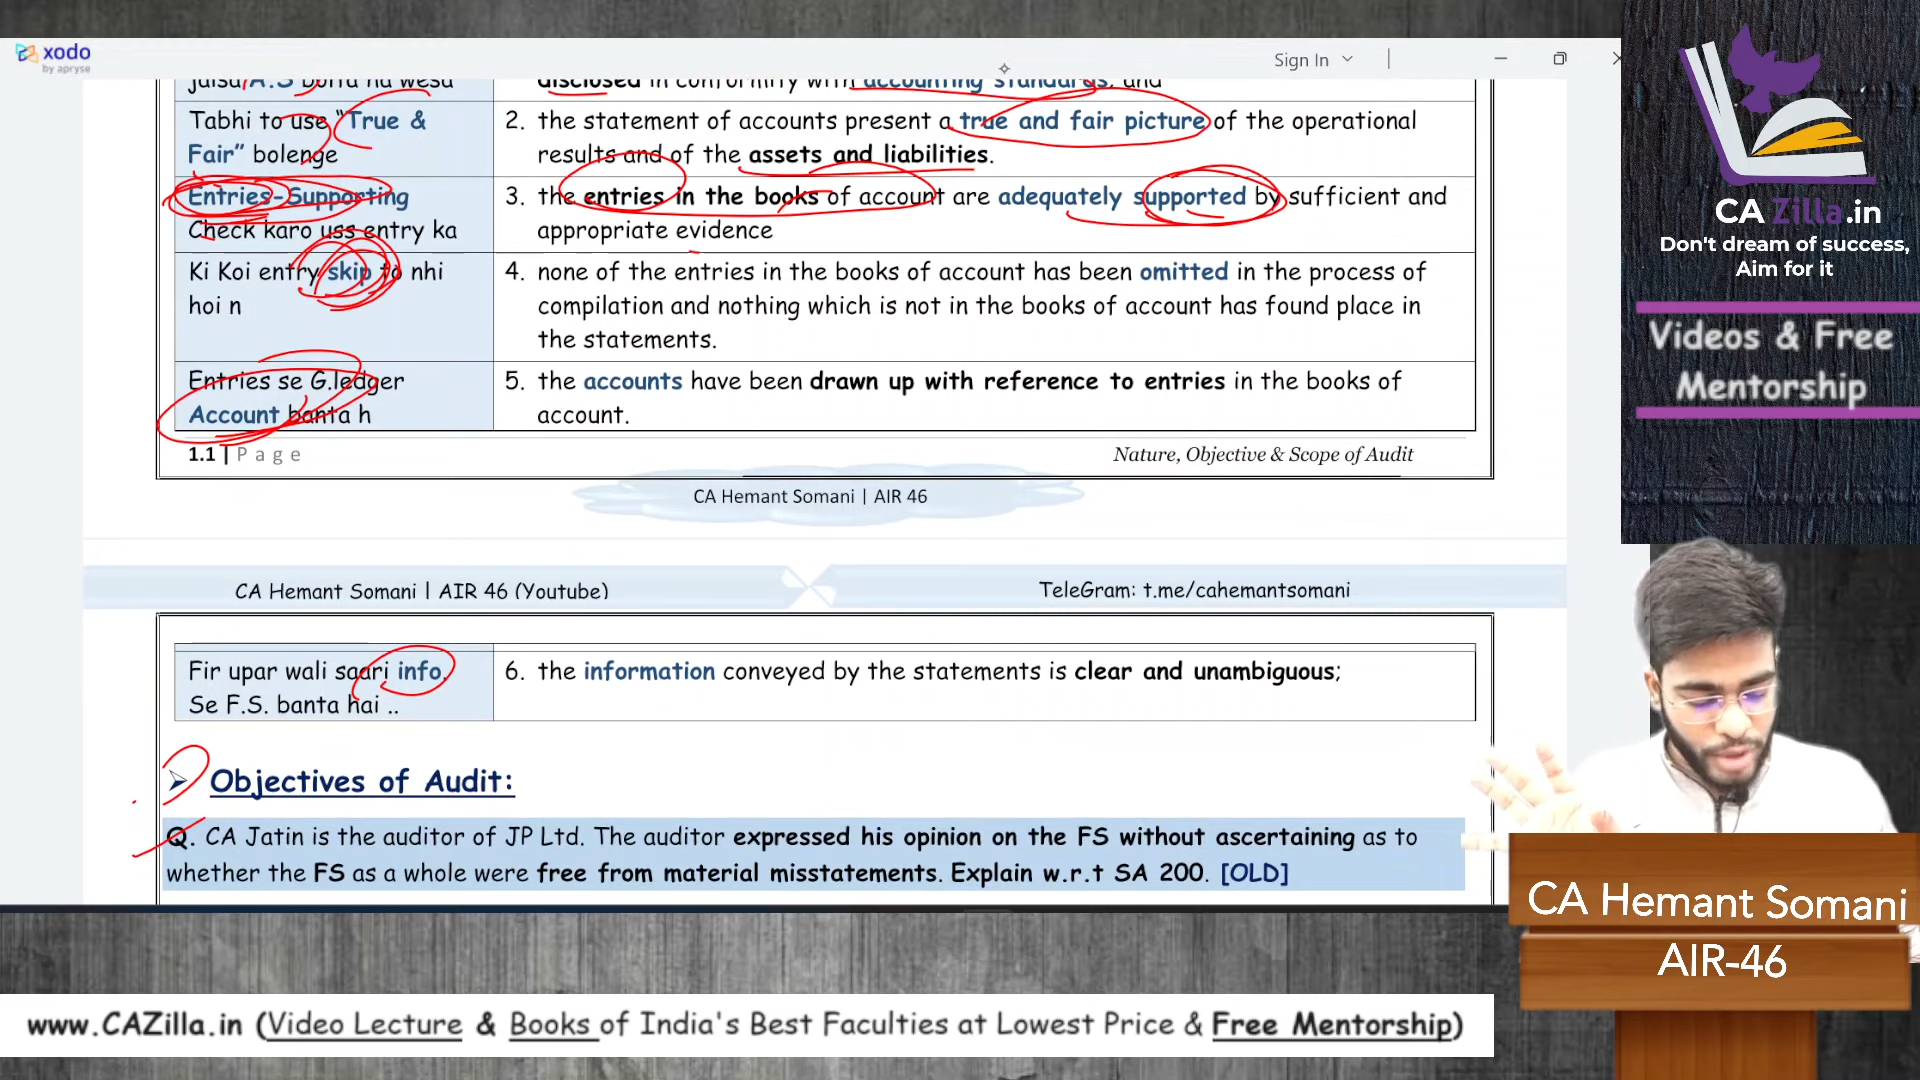 xodo
by apryse
Sign In
jaisa A.S bolta ha wesa
disclosed in conformity with accounting standards, and
Tabhi to use "True &
Fair" bolenge
2. the statement of accounts present a true and fair picture of the operational
results and of the assets and liabilities.
Entries-Supporting
Check karo uss entry ka
3. the entries in the books of account are adequately supported by sufficient and
appropriate evidence
Ki Koi entry skip to nhi
hoi n
4. none of the entries in the books of account has been omitted in the process of
compilation and nothing which is not in the books of account has found place in
the statements.
Entries se G.ledger
Account banta h
5. the accounts have been drawn up with reference to entries in the books of
account.
1.1 | Page
Nature, Objective & Scope of Audit
CA Hemant Somani | AIR 46
CA Hemant Somani | AIR 46 (Youtube)
TeleGram: t.me/cahemantsomani
Fir upar wali saari info.
Se F.S. banta hai ..
6. the information conveyed by the statements is clear and unambiguous;
➢ Objectives of Audit:
Q. CA Jatin is the auditor of JP Ltd. The auditor expressed his opinion on the FS without ascertaining as to
whether the FS as a whole were free from material misstatements. Explain w.r.t SA 200. [OLD]
CA Zilla.in
Don't dream of success,
Aim for it
Videos & Free
Mentorship
CA Hemant Somani
AIR-46
www.CAZilla.in (Video Lecture & Books of India's Best Faculties at Lowest Price & Free Mentorship)